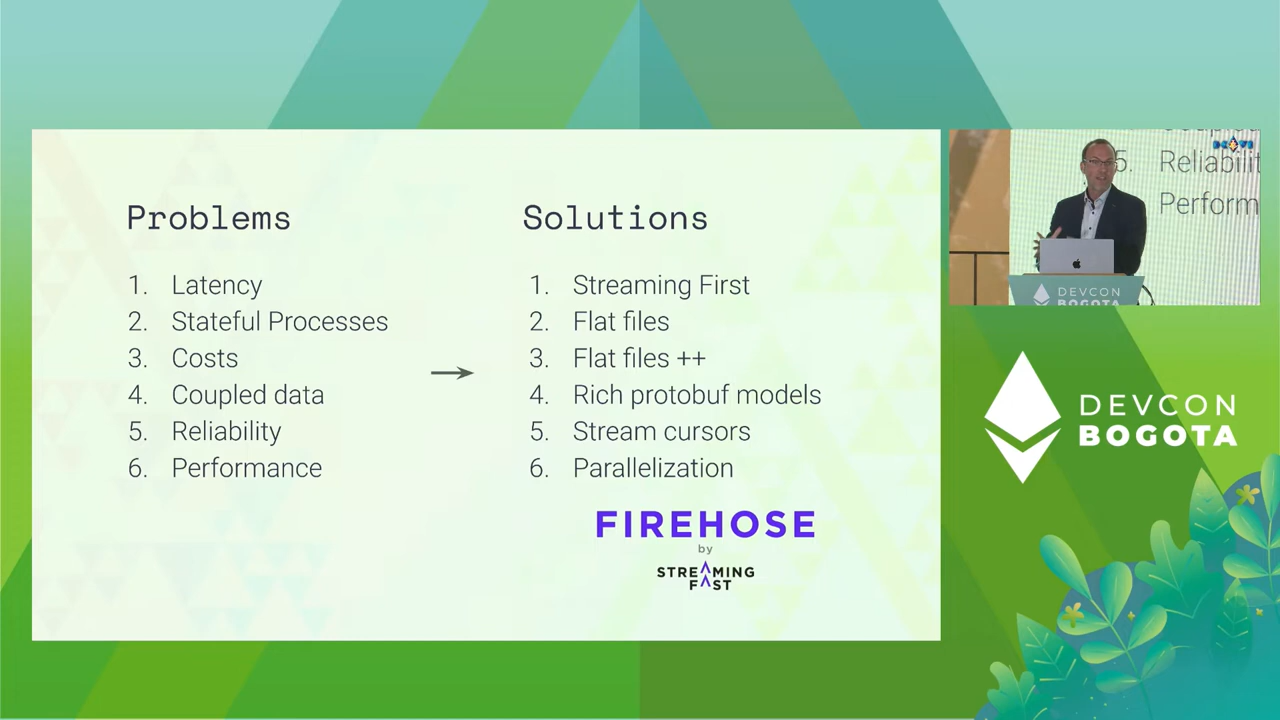 Problems
1. Latency
2. Stateful Processes
3. Costs
4. Coupled data
5. Reliability
6. Performance
Solutions
1. Streaming First
2. Flat files
3. Flat files ++
4. Rich protobuf models
5. Stream cursors
6. Parallelization
FIREHOSE
by
STREAMING
FAST
5. Reliabilit
Perform
DEVCON
BOGOTA
DEVCON
BOGOTA